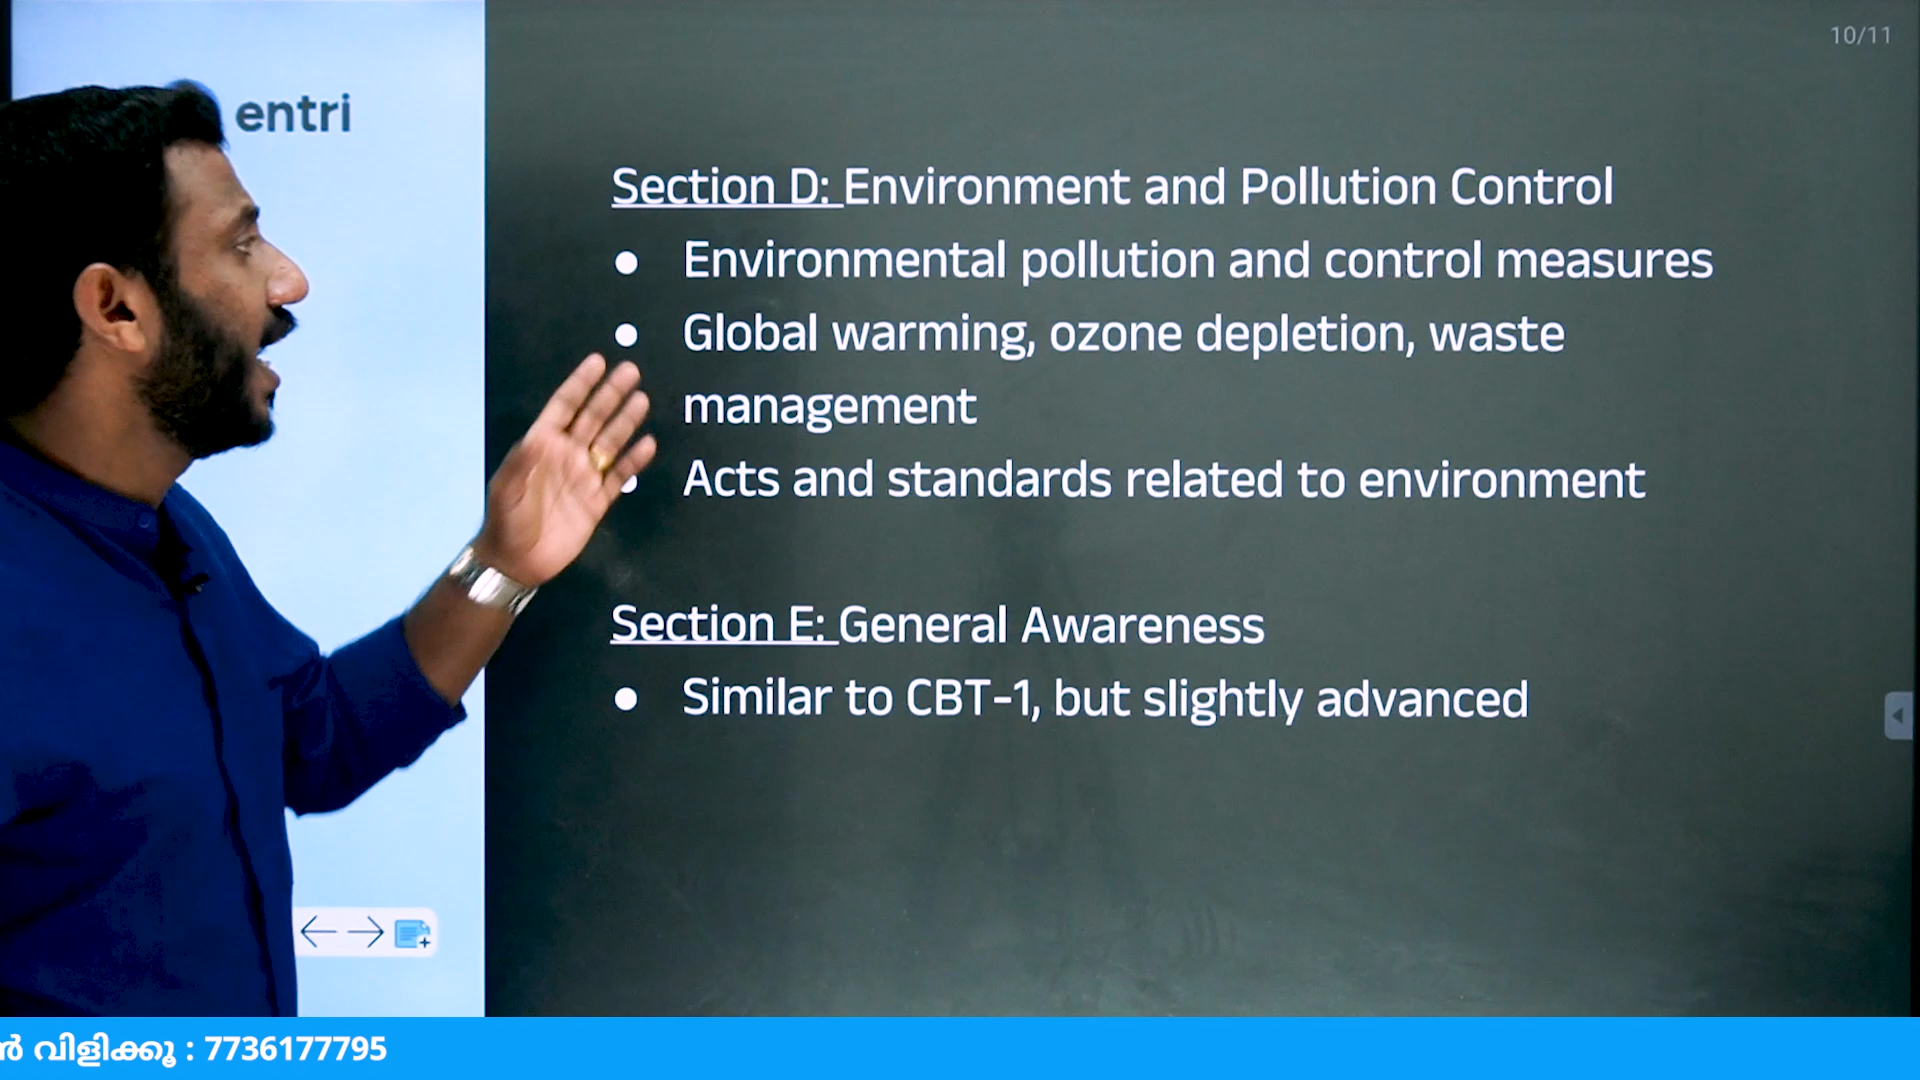 10/11
entri
Section D: Environment and Pollution Control
● Environmental pollution and control measures
● Global warming, ozone depletion, waste
management
● Acts and standards related to environment
Section E: General Awareness
● Similar to CBT-1, but slightly advanced
വിളിക്കൂ : 7736177795